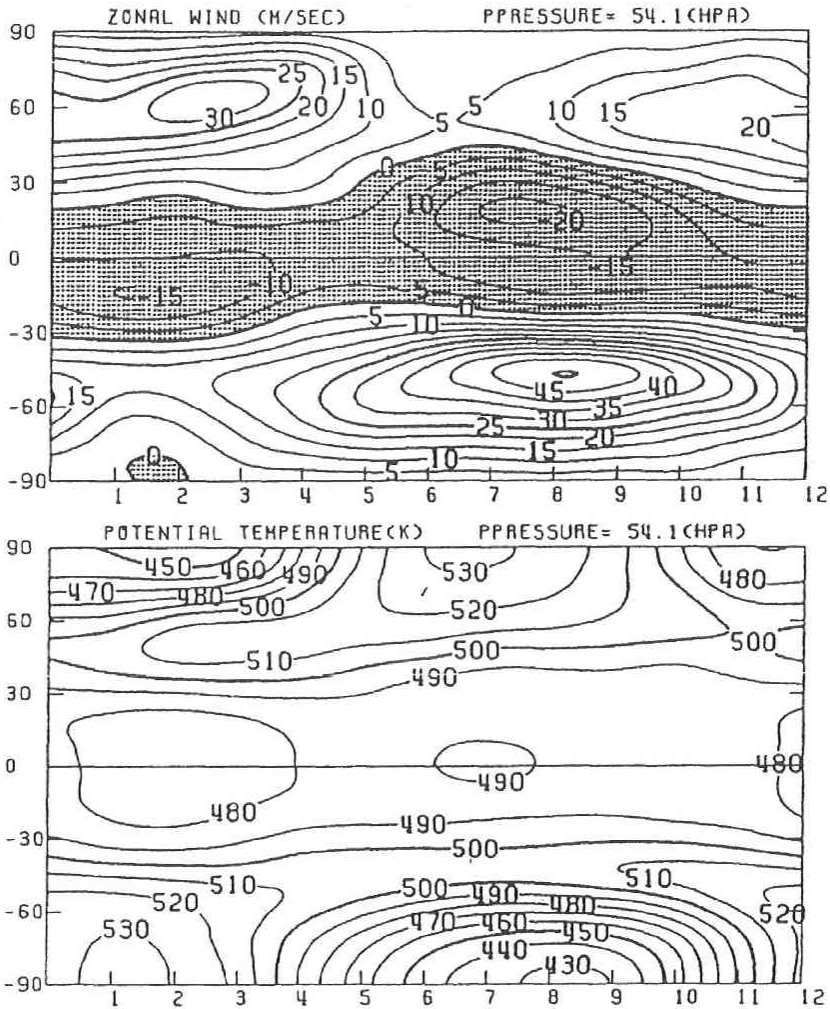 ZONAL WIND (M/SEC) PPRESSURE= 54.1(HPA)
90
25 15
60 30 20 10 5 5 10 15 20
0 5
30
10 20
0
15 10 5 15
0
5 10
-30
15 45 40
-60 30 35
25 20
0 15
10
-90 5
1 2 3 4 5 6 7 8 9 10 11 12
POTENTIAL TEMPERATURE(K) PPRESSURE= 54.1(HPA)
90
450 460 490 530 480
470 480 500 520
60
500 500
510
490
30
0 480
490
480
490
-30
500
510 510
500 490
520 480 520
-60
470 460 450
530
440
430
-90
1 2 3 4 5 6 7 8 9 10 11 12